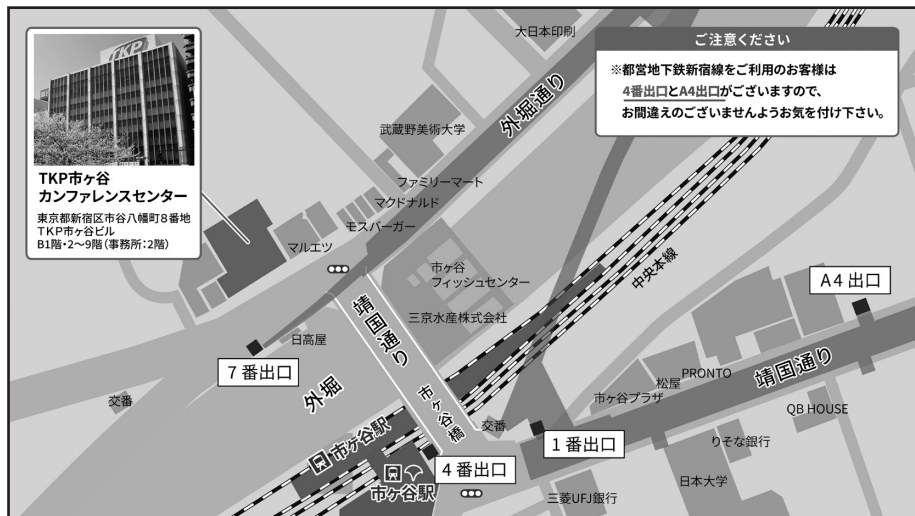 TKP
TKP市ヶ谷
カンファレンスセンター
東京都新宿区市谷八幡町8番地
TKP市ヶ谷ビル
B1階・2〜9階(事務所:2階)
大日本印刷
外堀通り
ご注意ください
※都営地下鉄新宿線をご利用のお客様は
4番出口とA4出口がございますので、
お間違えのございませんようお気を付け下さい。
武蔵野美術大学
ファミリーマート
マクドナルド
モスバーガー
マルエツ
市ヶ谷
フィッシュセンター
中央本線
A4 出口
靖国通り
三京水産株式会社
日高屋
7 番出口
外堀
交番
市ヶ谷橋
市ヶ谷プラザ
松屋
PRONTO
靖国通り
QB HOUSE
交番
1 番出口
りそな銀行
市ヶ谷駅
4 番出口
市ヶ谷駅
三菱UFJ銀行
日本大学